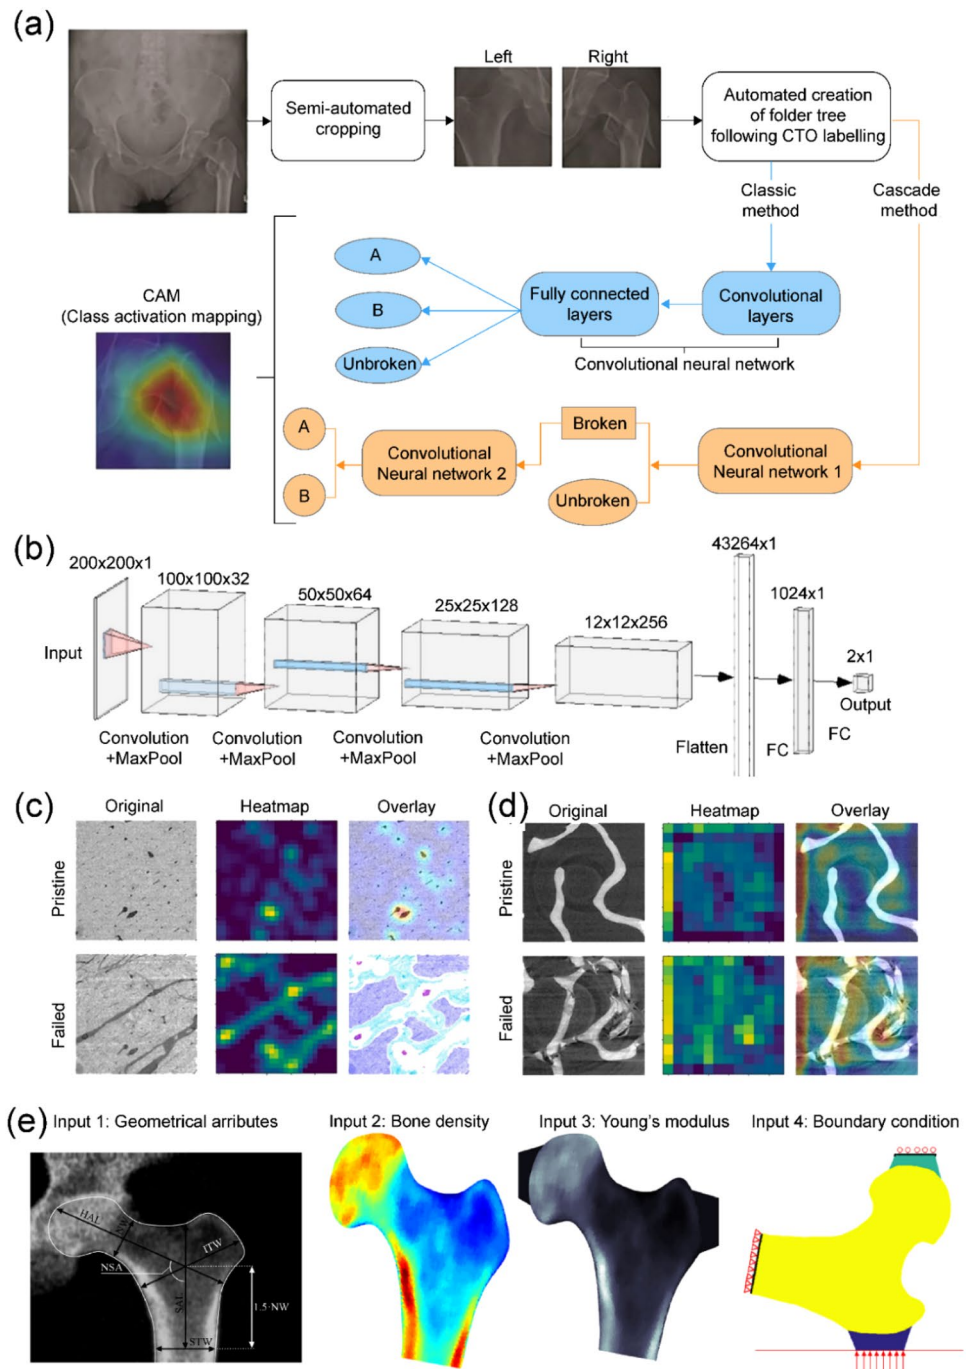 (a)
Semi-automated
cropping
Left
Right
Automated creation
of folder tree
following CTO labelling
Classic
method
Cascade
method
CAM
(Class activation mapping)
A
B
Unbroken
Fully connected
layers
Convolutional
layers
Convolutional neural network
A
B
Convolutional
Neural network 2
Broken
Unbroken
Convolutional
Neural network 1
(b)
200x200x1
100x100x32
50x50x64
25x25x128
12x12x256
43264x1
1024x1
2x1
Input
Output
Convolution
+MaxPool
Convolution
+MaxPool
Convolution
+MaxPool
Convolution
+MaxPool
Flatten
FC
FC
(c)
Original
Heatmap
Overlay
Pristine
Failed
(d)
Original
Heatmap
Overlay
Pristine
Failed
(e)
Input 1: Geometrical arributes
Input 2: Bone density
Input 3: Young's modulus
Input 4: Boundary condition
HAL
NW
ITW
NSA
SAL
1.5·NW
STW